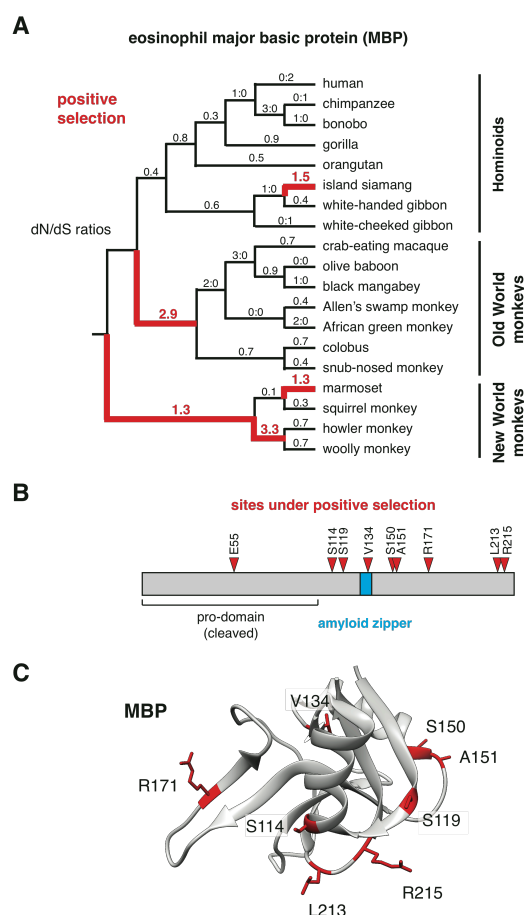 A
eosinophil major basic protein (MBP)
positive
selection
dN/dS ratios
0:2
human
1:0
0:1
chimpanzee
3:0
0.3
1:0
bonobo
0.8
0.9
gorilla
0.5
orangutan
0.4
1.5
island siamang
1:0
0.4
white-handed gibbon
0.6
0:1
white-cheeked gibbon
Hominoids
0.7
crab-eating macaque
3:0
0:0
olive baboon
0.9
1:0
black mangabey
2:0
0.4
Allen's swamp monkey
0:0
2:0
African green monkey
2.9
0.7
colobus
0.7
0.4
snub-nosed monkey
Old World
monkeys
1.3
marmoset
0.1
0.3
squirrel monkey
1.3
0.7
howler monkey
3.3
0.7
woolly monkey
New World
monkeys
B
sites under positive selection
E55
S114
S119
V134
S150
A151
R171
L213
R215
pro-domain
(cleaved)
amyloid zipper
C
MBP
V134
S150
A151
R171
S114
S119
R215
L213